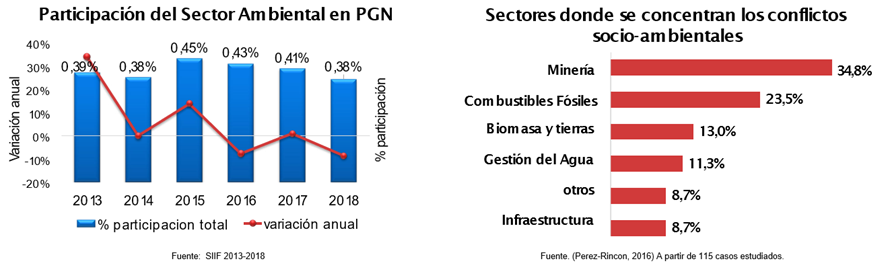 Participación del Sector Ambiental en PGN
Variación anual
40%
30%
20%
10%
0%
-10%
-20%
0,39%
0,38%
0,45%
0,43%
0,41%
0,38%
% participación
2013
2014
2015
2016
2017
2018
% participacion total
variación anual
Fuente: SIIF 2013-2018
Sectores donde se concentran los conflictos
socio-ambientales
Minería
34,8%
Combustibles Fósiles
23,5%
Biomasa y tierras
13,0%
Gestión del Agua
11,3%
otros
8,7%
Infraestructura
8,7%
Fuente. (Perez-Rincon, 2016) A partir de 115 casos estudiados.